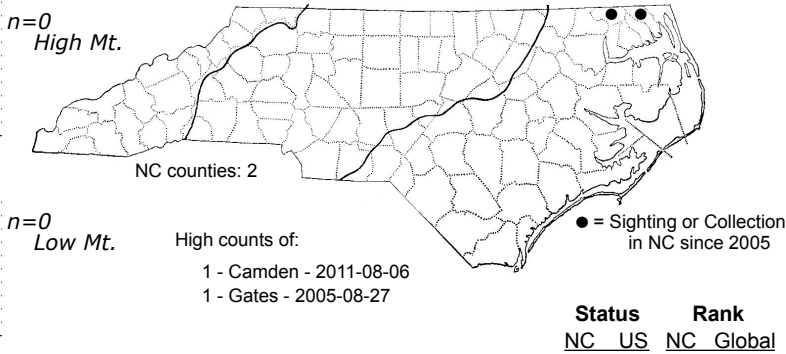 n=0
High Mt.
NC counties: 2
n=0
Low Mt.
High counts of:
1 - Camden - 2011-08-06
1 - Gates - 2005-08-27
● = Sighting or Collection
in NC since 2005
Status Rank
NC US NC Global